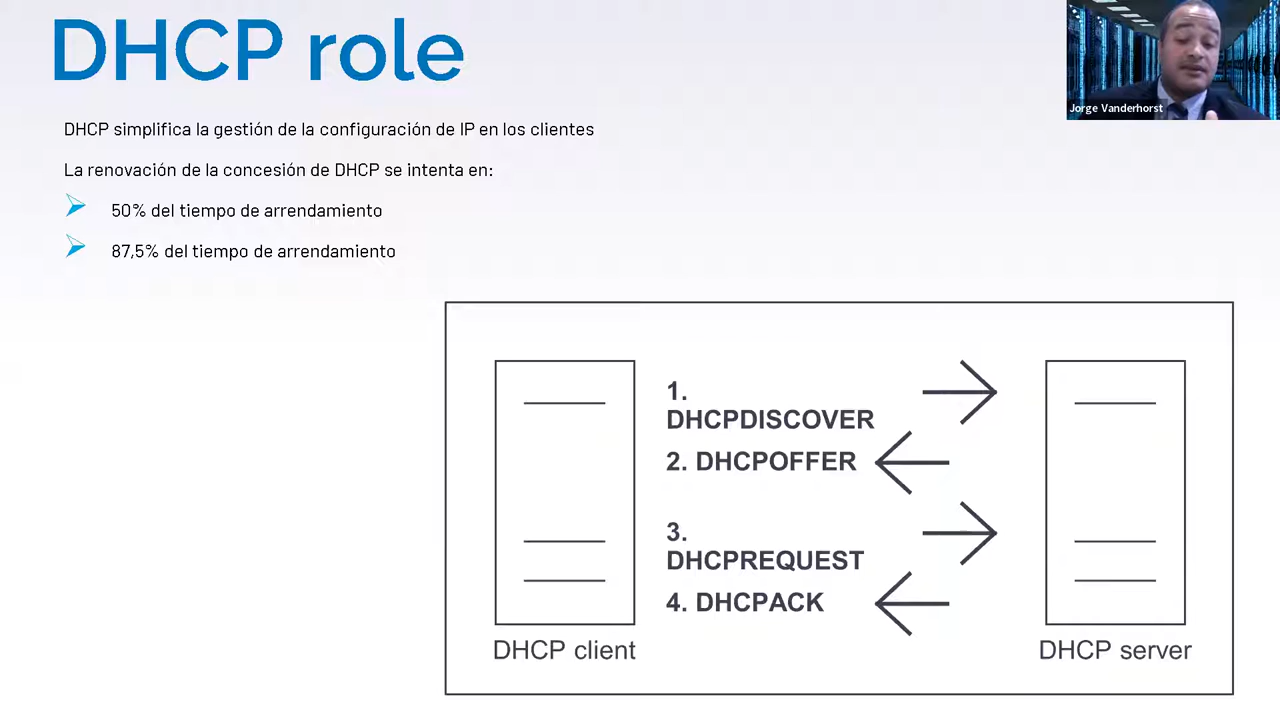 DHCP role
Jorge Vanderhorst
DHCP simplifica la gestión de la configuración de IP en los clientes
La renovación de la concesión de DHCP se intenta en:
50% del tiempo de arrendamiento
87,5% del tiempo de arrendamiento
1.
DHCPDISCOVER
2. DHCPOFFER
3.
DHCPREQUEST
4. DHCPACK
DHCP client
DHCP server